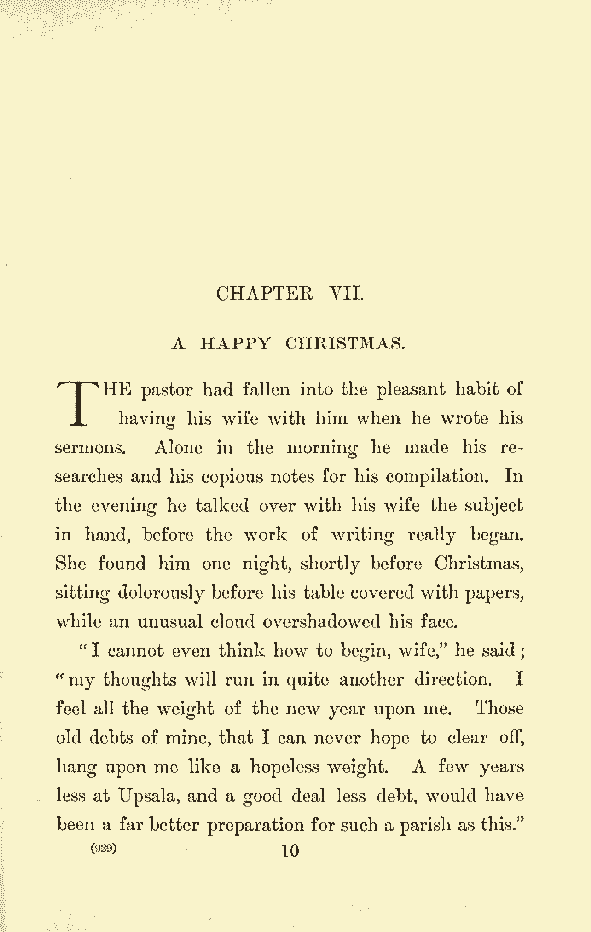 CHAPTER VII.
A HAPPY CHRISTMAS.
THE pastor had fallen into the pleasant habit of
having his wife with him when he wrote his
sermons. Alone in the morning he made his re-
searches and his copious notes for his compilation. In
the evening he talked over with his wife the subject
in hand, before the work of writing really began.
She found him one night, shortly before Christmas,
sitting dolorously before his table covered with papers,
while an unusual cloud overshadowed his face.
"I cannot even think how to begin, wife," he said;
"my thoughts will run in quite another direction. I
feel all the weight of the new year upon me. Those
old debts of mine, that I can never hope to clear off,
hang upon me like a hopeless weight. A few years
less at Upsala, and a good deal less debt, would have
been a far better preparation for such a parish as this."
(929) 10